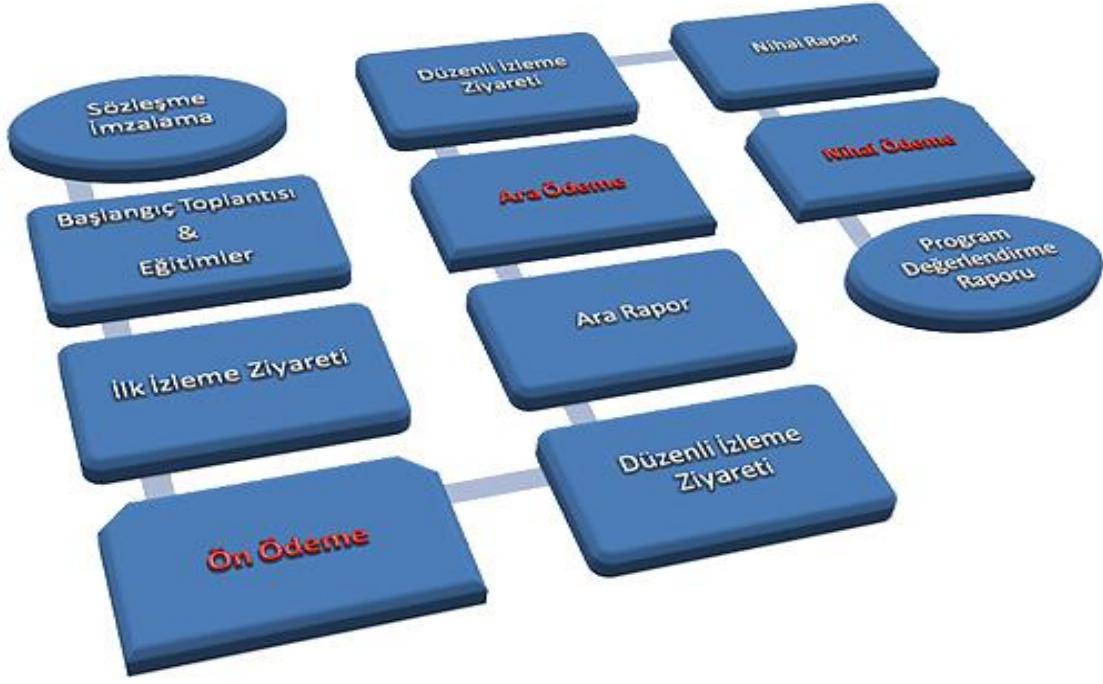 Sözleşme
İmzalama
Başlangıç Toplantısı
&
Eğitimler
İlk İzleme Ziyareti
Ön Ödeme
Düzenli İzleme
Ziyareti
Ara Rapor
Ara Ödeme
Düzenli İzleme
Ziyareti
Nihai Rapor
Nihai Ödeme
Program
Değerlendirme
Raporu